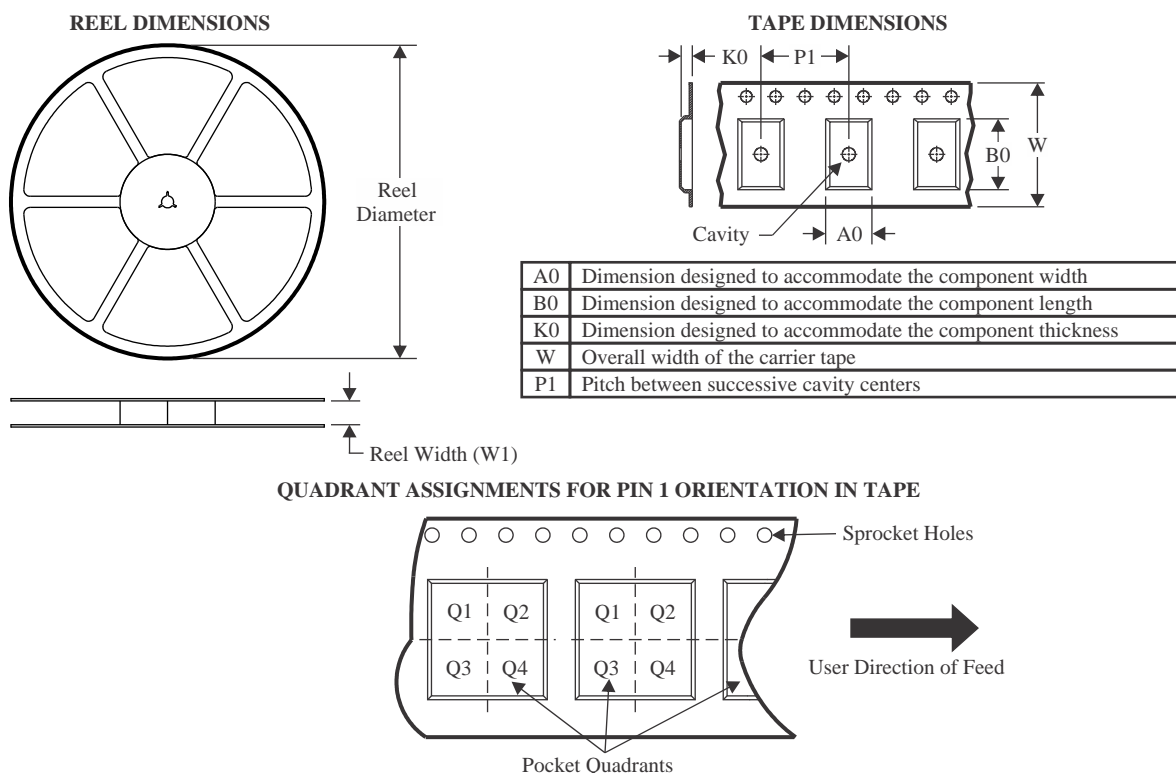 REEL DIMENSIONS
Reel
Diameter
Reel Width (W1)
TAPE DIMENSIONS
K0
P1
B0
W
Cavity
A0
A0 Dimension designed to accommodate the component width
B0 Dimension designed to accommodate the component length
K0 Dimension designed to accommodate the component thickness
W Overall width of the carrier tape
P1 Pitch between successive cavity centers
QUADRANT ASSIGNMENTS FOR PIN 1 ORIENTATION IN TAPE
Sprocket Holes
Q1 Q2 Q1 Q2
Q3 Q4 Q3 Q4
User Direction of Feed
Pocket Quadrants